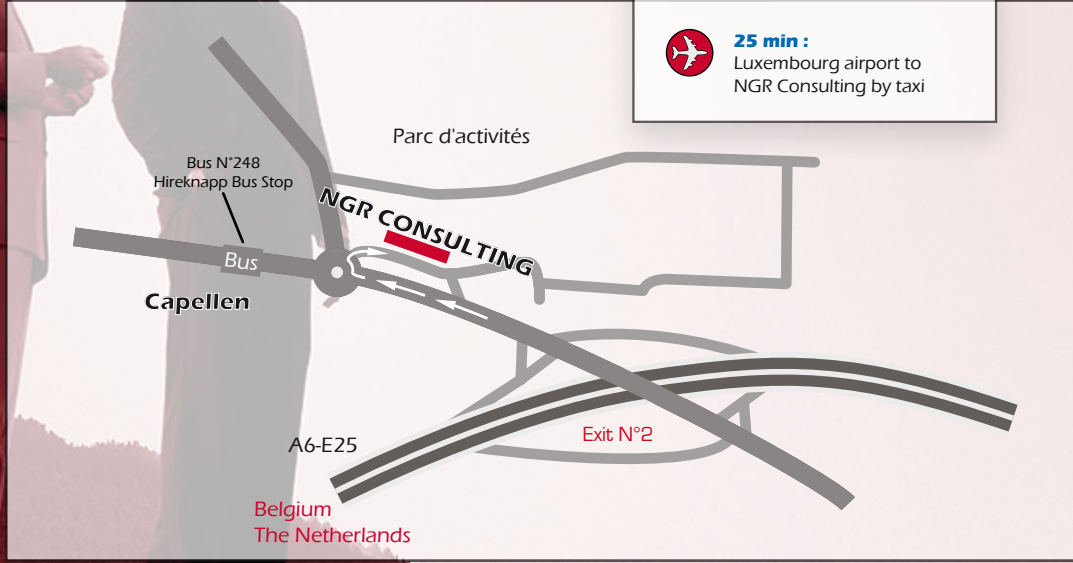 25 min :
Luxembourg airport to
NGR Consulting by taxi
Parc d'activités
Bus N°248
Hireknapp Bus Stop
NGR CONSULTING
Bus
Capellen
Exit N°2
A6-E25
Belgium
The Netherlands